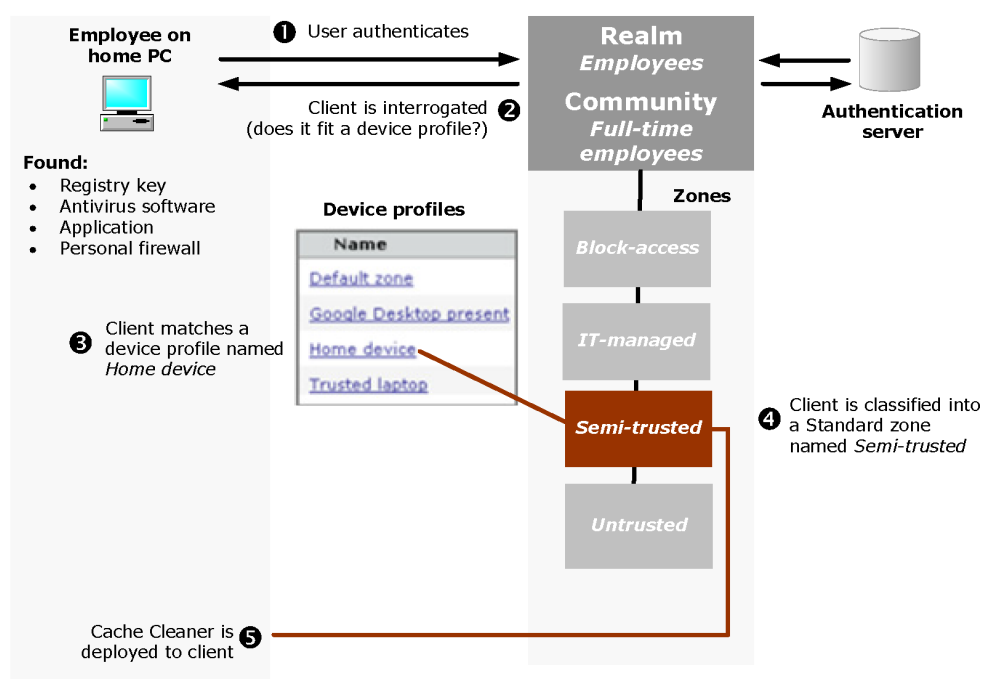 Employee on
home PC
❶ User authenticates
Client is interrogated ❷
(does it fit a device profile?)
Realm
Employees
Community
Full-time
employees
Authentication
server
Found:
• Registry key
• Antivirus software
• Application
• Personal firewall
Device profiles
Name
Default zone
Google Desktop present
Home device
Trusted laptop
Zones
Block-access
IT-managed
Semi-trusted
Untrusted
❸ Client matches a
device profile named
Home device
❹ Client is classified into
a Standard zone
named Semi-trusted
Cache Cleaner is ❺
deployed to client